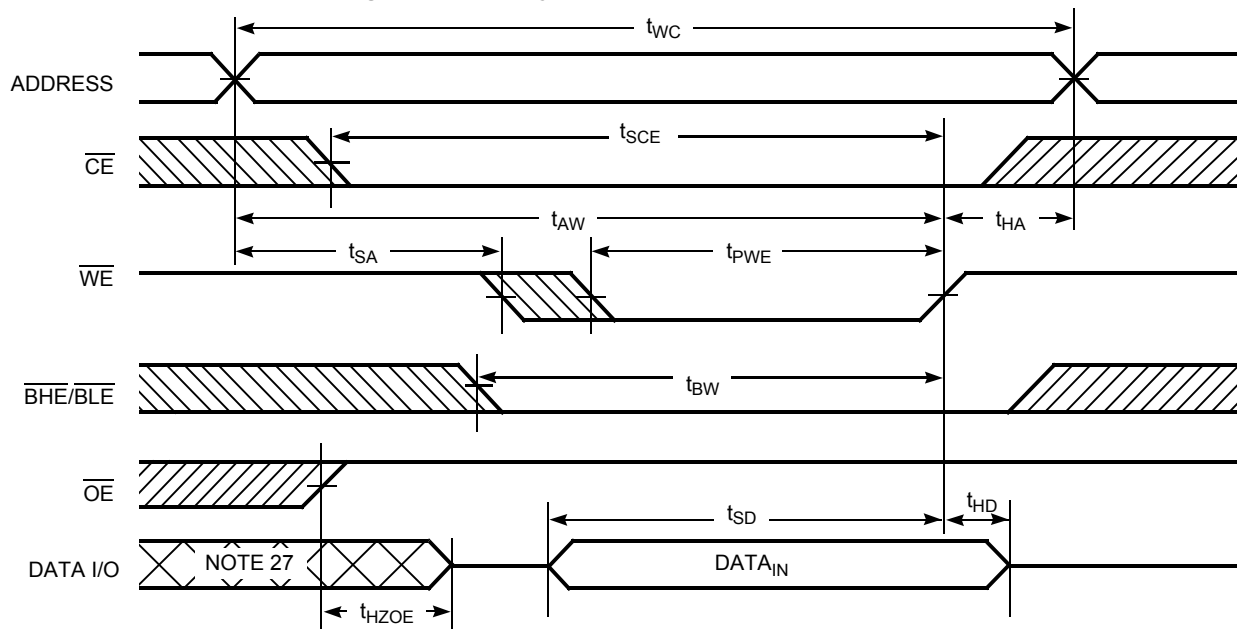 tWC
ADDRESS
tSCE
CE
tAW
tHA
tSA
tPWE
WE
tBW
BHE/BLE
OE
tSD
tHD
DATA I/O
NOTE 27
DATAIN
tHZOE